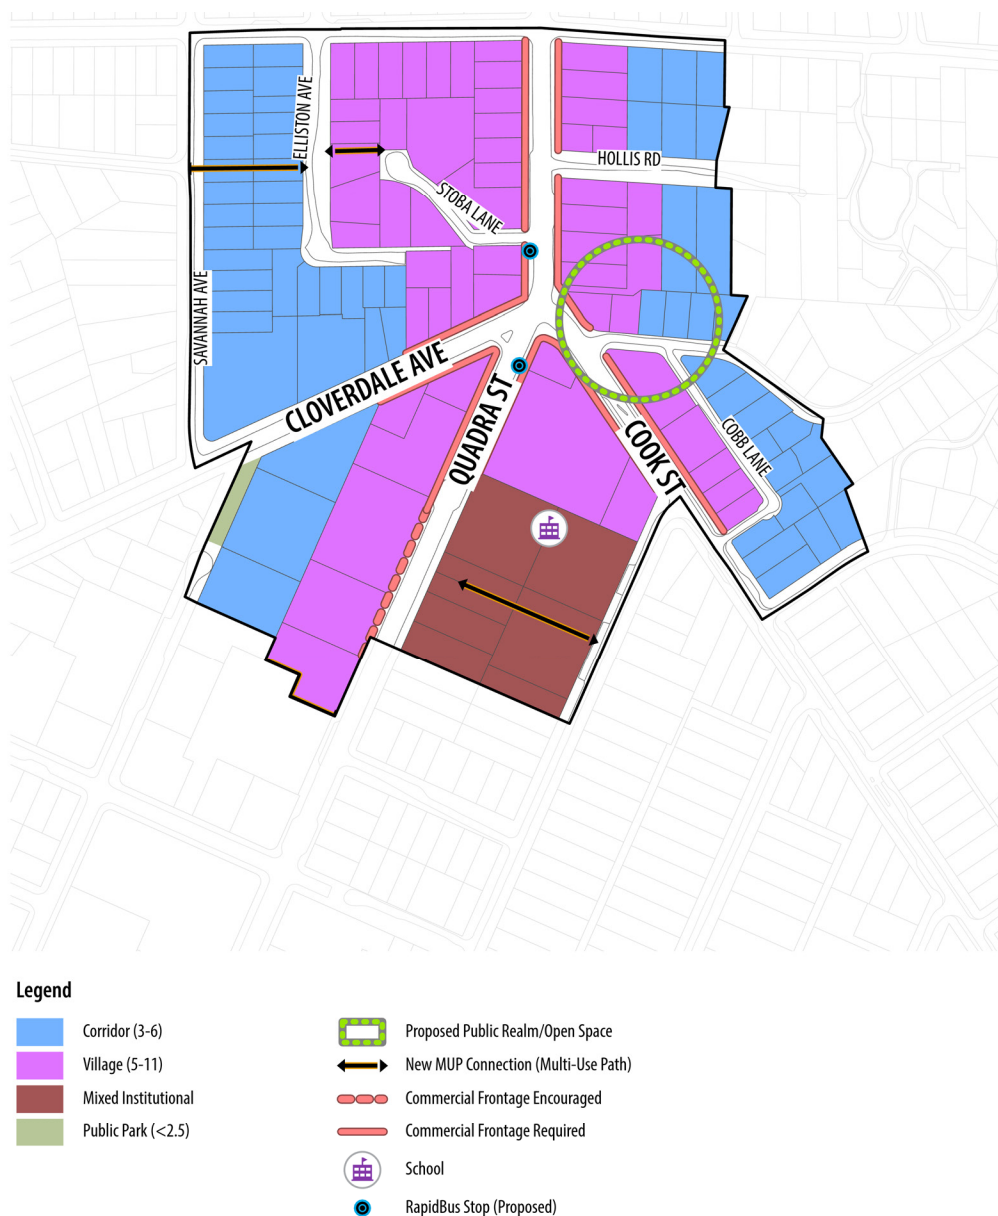 ELLISTON AVE
HOLLIS RD
STOBA LANE
SAVANNAH AVE
CLOVERDALE AVE
QUADRA ST
COOK ST
COBB LANE
Legend
Corridor (3-6)
Village (5-11)
Mixed Institutional
Public Park (<2.5)
Proposed Public Realm/Open Space
New MUP Connection (Multi-Use Path)
Commercial Frontage Encouraged
Commercial Frontage Required
School
RapidBus Stop (Proposed)